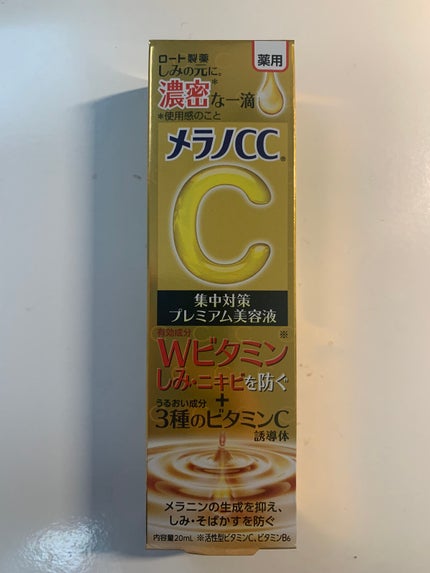 ロート製薬
薬用
しみの元に。
濃密*な一滴
*使用感のこと
メラノCC®
C
集中対策
プレミアム美容液
有効成分
Wビタミン※
しみ・ニキビを防ぐ
+
うるおい成分
3種のビタミンC
誘導体
メラニンの生成を抑え、
しみ・そばかすを防ぐ
内容量20mL ※活性型ビタミンC、ビタミンB6